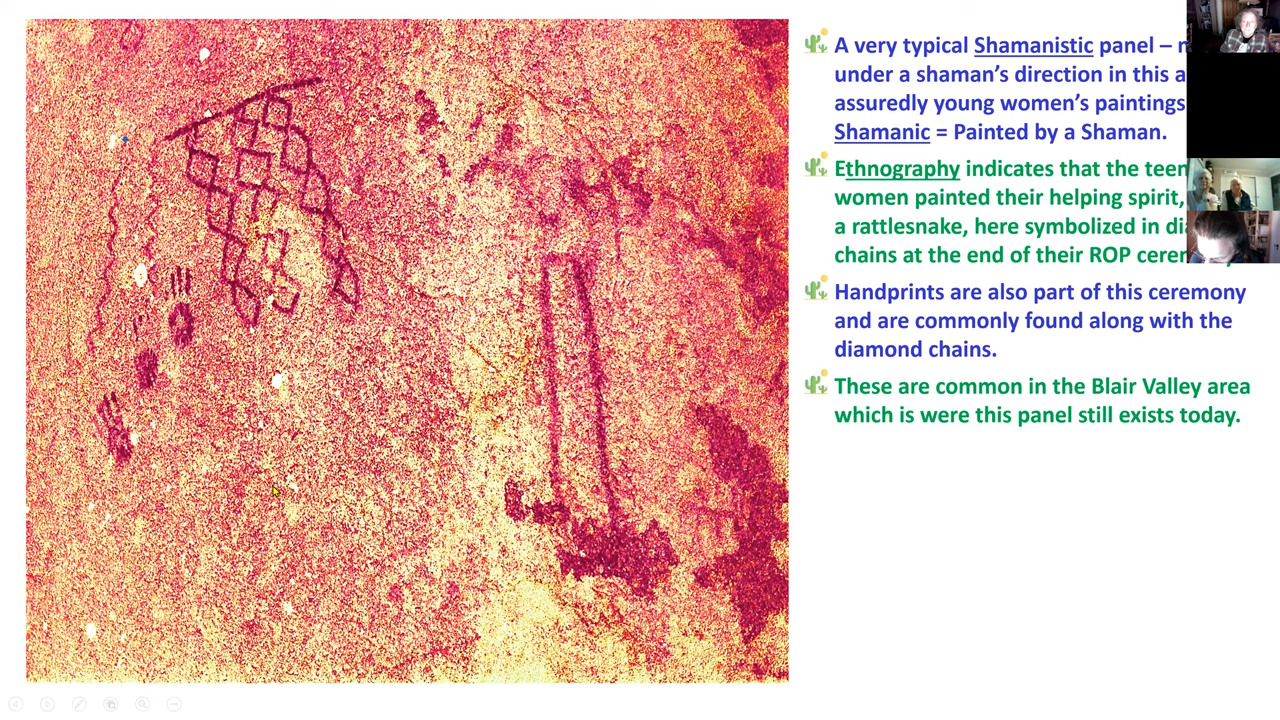 A very typical Shamanistic panel –
under a shaman's direction in this
assuredly young women's paintings
Shamanic = Painted by a Shaman.
Ethnography indicates that the
women painted their helping spirit,
a rattlesnake, here symbolized in
chains at the end of their ROP
Handprints are also part of this ceremony
and are commonly found along with the
diamond chains.
These are common in the Blair Valley area
which is were this panel still exists today.